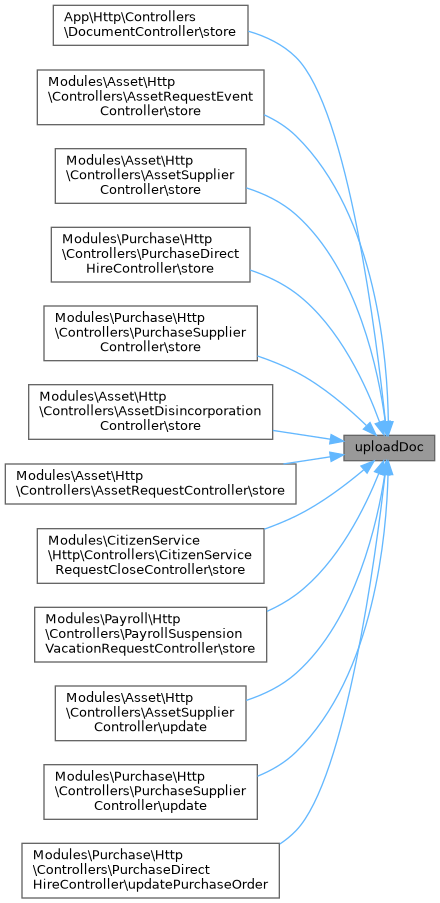 App\Http\Controllers
\DocumentController\store
Modules\Asset\Http
\Controllers\AssetRequestEvent
Controller\store
Modules\Asset\Http
\Controllers\AssetSupplier
Controller\store
Modules\Purchase\Http
\Controllers\PurchaseDirect
HireController\store
Modules\Purchase\Http
\Controllers\PurchaseSupplier
Controller\store
Modules\Asset\Http
\Controllers\AssetDisincorporation
Controller\store
uploadDoc
Modules\Asset\Http
\Controllers\AssetRequestController\store
Modules\CitizenService
\Http\Controllers\CitizenService
RequestCloseController\store
Modules\Payroll\Http
\Controllers\PayrollSuspension
VacationRequestController\store
Modules\Asset\Http
\Controllers\AssetSupplier
Controller\update
Modules\Purchase\Http
\Controllers\PurchaseSupplier
Controller\update
Modules\Purchase\Http
\Controllers\PurchaseDirect
HireController\updatePurchaseOrder